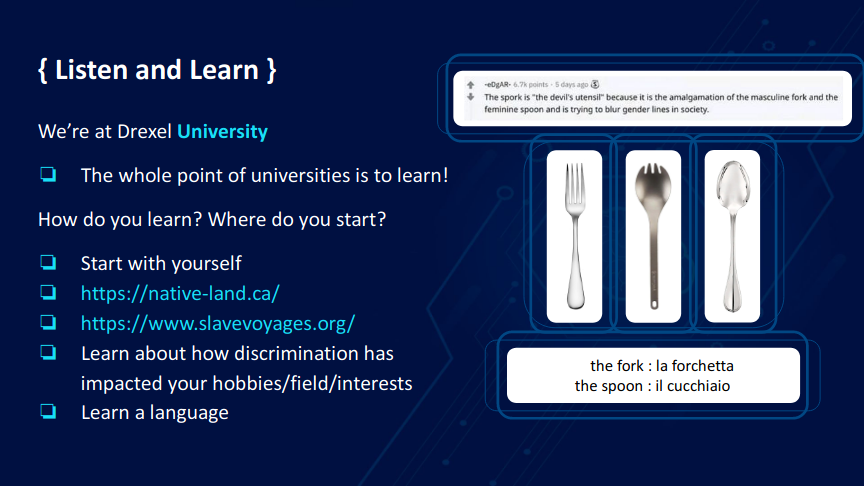 { Listen and Learn }
We’re at Drexel University
The whole point of universities is to learn!
How do you learn? Where do you start?
Start with yourself
https://native-land.ca/
https://www.slavevoyages.org/
Learn about how discrimination has
impacted your hobbies/field/interests
Learn a language
-eDgAR- 6.7k points · 5 days ago
The spork is "the devil's utensil" because it is the amalgamation of the masculine fork and the
feminine spoon and is trying to blur gender lines in society.
the fork : la forchetta
the spoon : il cucchiaio